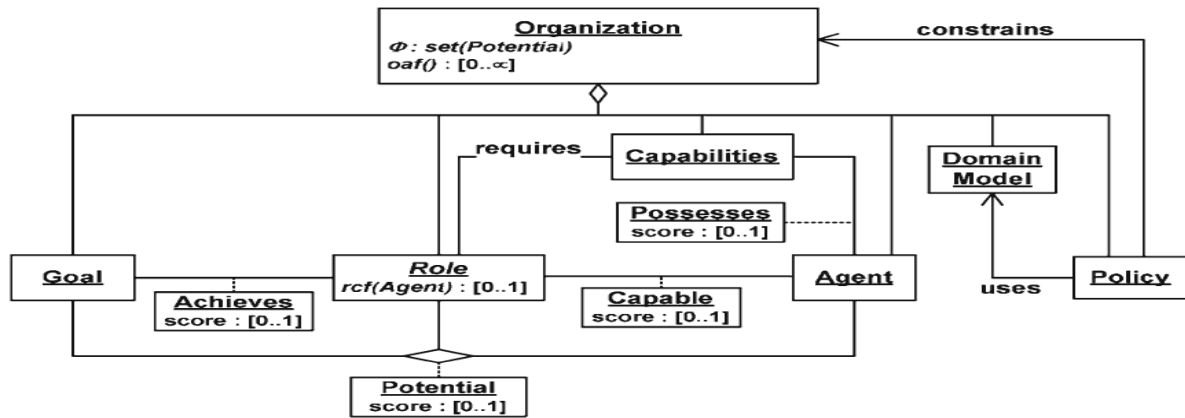 Organization
Φ : set(Potential)
oaf() : [0..∞]
constrains
requires
Capabilities
Domain
Model
Possesses
score : [0..1]
Goal
Role
rcf(Agent) : [0..1]
Agent
Policy
Achieves
score : [0..1]
Capable
score : [0..1]
uses
Potential
score : [0..1]